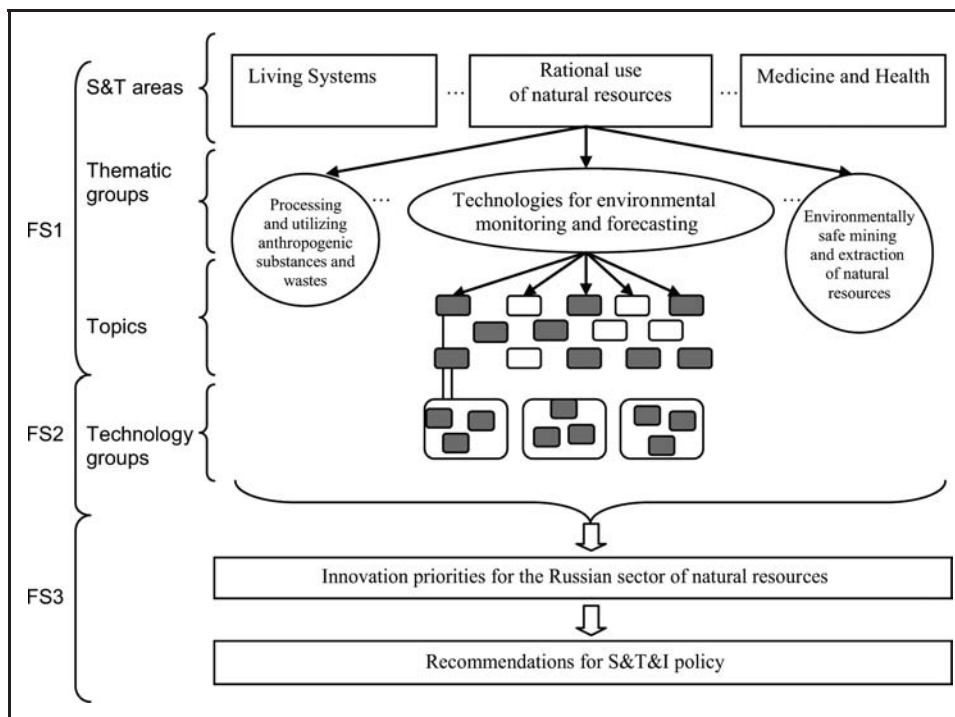 S&T areas
Living Systems
...
Rational use
of natural resources
...
Medicine and Health
FS1
Thematic
groups
Processing
and utilizing
anthropogenic
substances and
wastes
...
Technologies for environmental
monitoring and forecasting
...
Environmentally
safe mining
and extraction
of natural
resources
Topics
FS2
Technology
groups
FS3
Innovation priorities for the Russian sector of natural resources
Recommendations for S&T&I policy